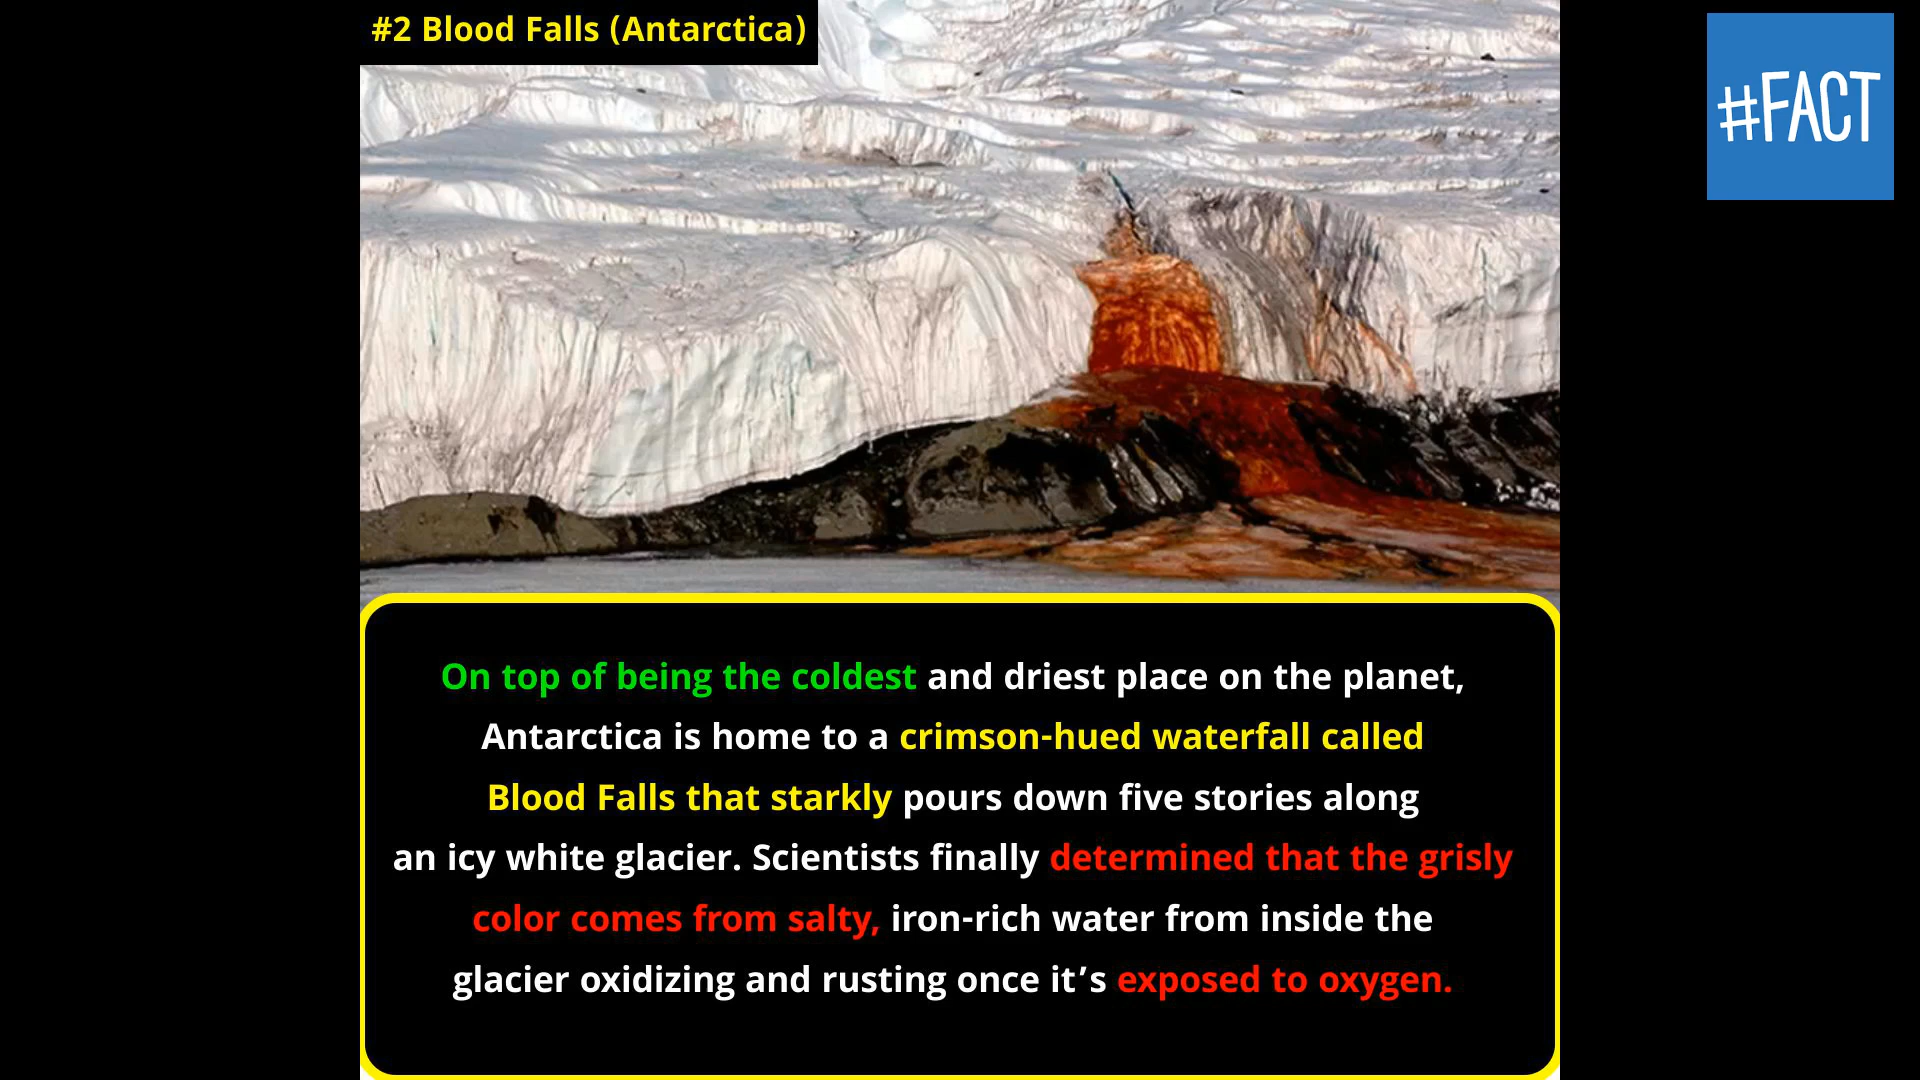 #2 Blood Falls (Antarctica)
#FACT
On top of being the coldest and driest place on the planet,
Antarctica is home to a crimson-hued waterfall called
Blood Falls that starkly pours down five stories along
an icy white glacier. Scientists finally determined that the grisly
color comes from salty, iron-rich water from inside the
glacier oxidizing and rusting once it’s exposed to oxygen.